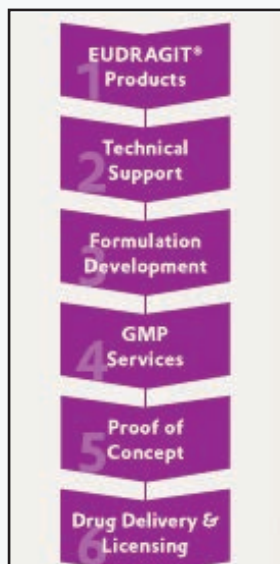 EUDRAGIT®
1 Products
Technical
2 Support
Formulation
3 Development
GMP
4 Services
Proof of
5 Concept
Drug Delivery &
6 Licensing